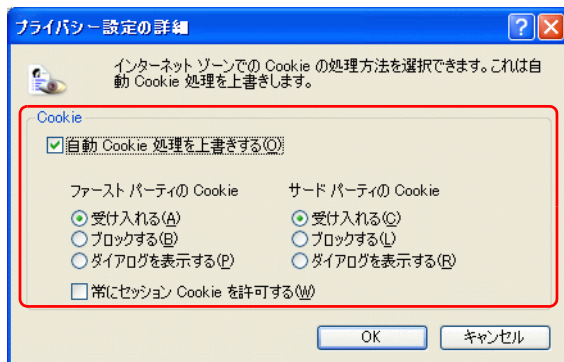 プライバシー設定の詳細
インターネット ゾーンでの Cookie の処理方法を選択できます。これは自
動 Cookie 処理を上書きします。
Cookie
自動 Cookie 処理を上書きする(O)
ファースト パーティの Cookie サード パーティの Cookie
受け入れる(A) 受け入れる(C)
ブロックする(B) ブロックする(L)
ダイアログを表示する(P) ダイアログを表示する(R)
常にセッション Cookie を許可する(W)
OK キャンセル